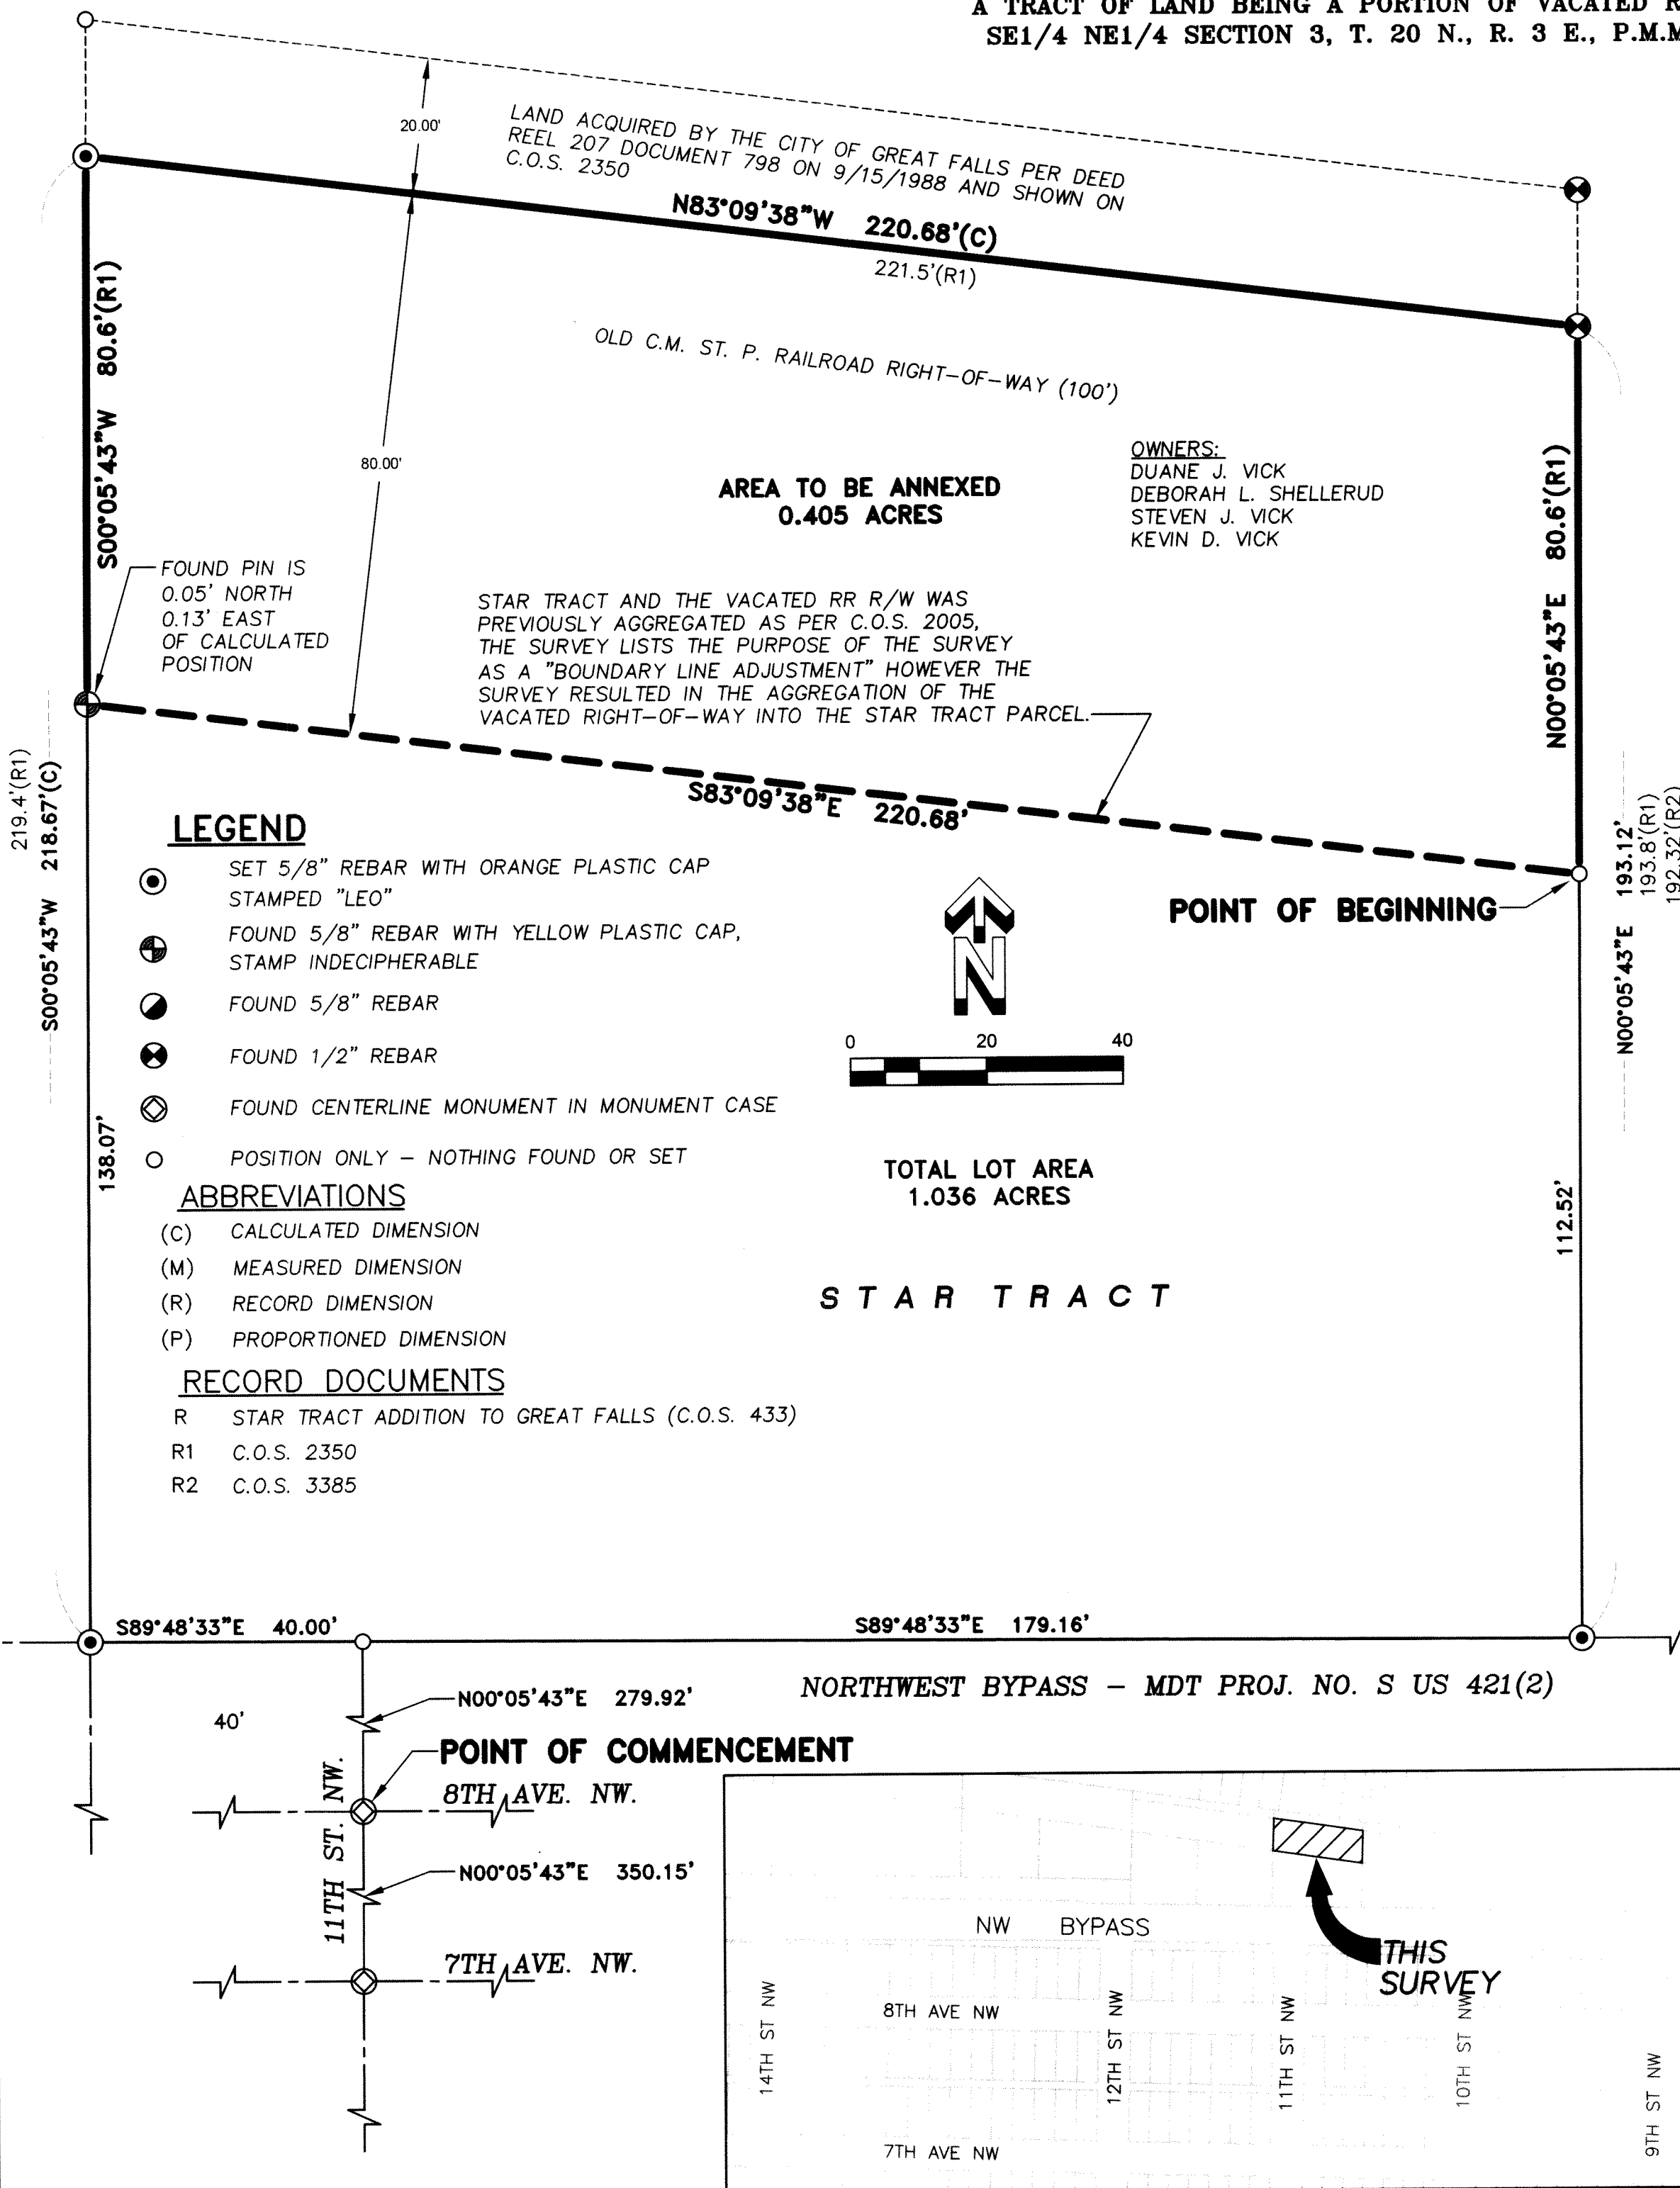 A TRACT OF LAND BEING A PORTION OF VACATED
SE1/4 NE1/4 SECTION 3, T. 20 N., R. 3 E., P.M.M
20.00'
LAND ACQUIRED BY THE CITY OF GREAT FALLS PER DEED
REEL 207 DOCUMENT 798 ON 9/15/1988 AND SHOWN ON
C.O.S. 2350
N83°09'38"W 220.68'(C)
221.5'(R1)
OLD C.M. ST. P. RAILROAD RIGHT-OF-WAY (100')
S00°05'43"W 80.6'(R1)
80.00'
AREA TO BE ANNEXED
0.405 ACRES
OWNERS:
DUANE J. VICK
DEBORAH L. SHELLERUD
STEVEN J. VICK
KEVIN D. VICK
N00°05'43"E 80.6'(R1)
FOUND PIN IS
0.05' NORTH
0.13' EAST
OF CALCULATED
POSITION
STAR TRACT AND THE VACATED RR R/W WAS
PREVIOUSLY AGGREGATED AS PER C.O.S. 2005,
THE SURVEY LISTS THE PURPOSE OF THE SURVEY
AS A "BOUNDARY LINE ADJUSTMENT" HOWEVER THE
SURVEY RESULTED IN THE AGGREGATION OF THE
VACATED RIGHT-OF-WAY INTO THE STAR TRACT PARCEL.
S83°09'38"E 220.68'
219.4'(R1)
S00°05'43"W 218.67'(C)
LEGEND
SET 5/8" REBAR WITH ORANGE PLASTIC CAP
STAMPED "LEO"
FOUND 5/8" REBAR WITH YELLOW PLASTIC CAP,
STAMP INDECIPHERABLE
FOUND 5/8" REBAR
FOUND 1/2" REBAR
FOUND CENTERLINE MONUMENT IN MONUMENT CASE
POSITION ONLY - NOTHING FOUND OR SET
POINT OF BEGINNING
N
0 20 40
N00°05'43"E 193.12'
193.8'(R1)
192.32'(R2)
138.07'
TOTAL LOT AREA
1.036 ACRES
112.52'
ABBREVIATIONS
(C) CALCULATED DIMENSION
(M) MEASURED DIMENSION
(R) RECORD DIMENSION
(P) PROPORTIONED DIMENSION
STAR TRACT
RECORD DOCUMENTS
R STAR TRACT ADDITION TO GREAT FALLS (C.O.S. 433)
R1 C.O.S. 2350
R2 C.O.S. 3385
S89°48'33"E 40.00'
S89°48'33"E 179.16'
NORTHWEST BYPASS - MDT PROJ. NO. S US 421(2)
N00°05'43"E 279.92'
40'
POINT OF COMMENCEMENT
8TH AVE. NW.
11TH ST. NW.
N00°05'43"E 350.15'
7TH AVE. NW.
NW BYPASS
THIS
SURVEY
8TH AVE NW
14TH ST NW
12TH ST NW
11TH ST NW
10TH ST NW
9TH ST NW
7TH AVE NW